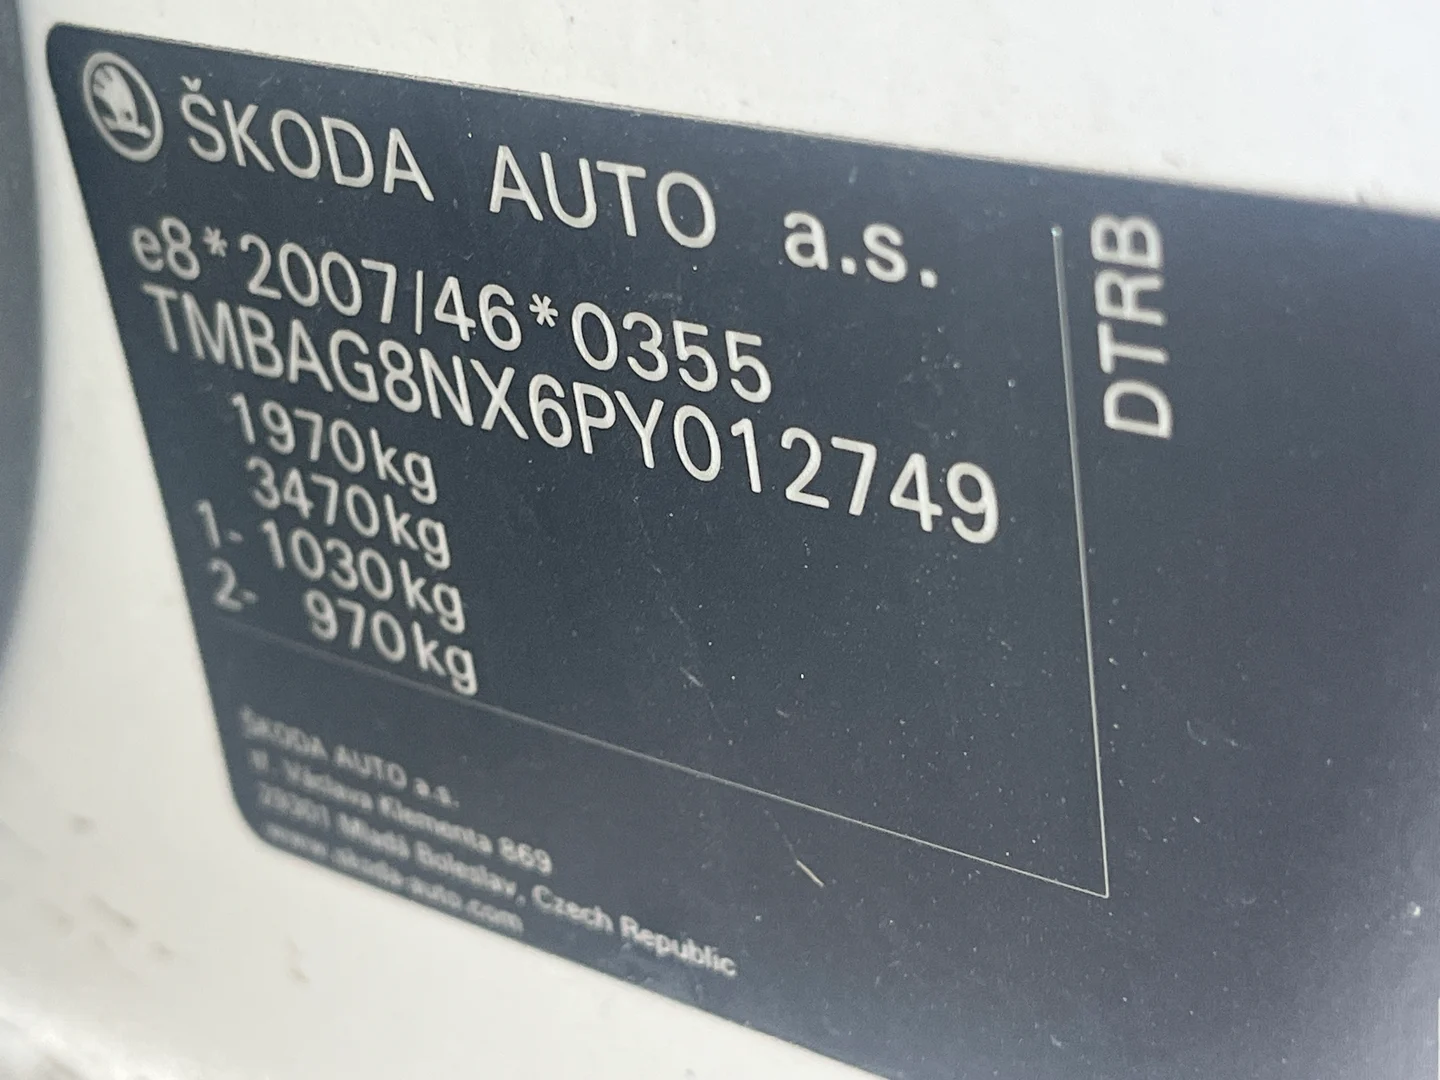 ŠKODA AUTO a.s.
e8*2007/46*0355
TMBAG8NX6PY012749
1970kg
3470kg
1- 1030kg
2- 970kg
DTRB
ŠKODA AUTO a.s.
tř. Václava Klementa 869
29301 Mladá Boleslav, Czech Republic
www.skoda-auto.com